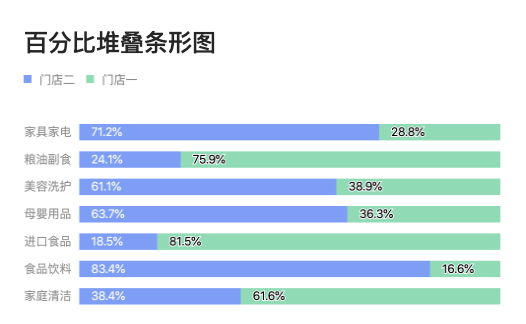 百分比堆叠条形图
门店二 门店一
家具家电 71.2% 28.8%
粮油副食 24.1% 75.9%
美容洗护 61.1% 38.9%
母婴用品 63.7% 36.3%
进口食品 18.5% 81.5%
食品饮料 83.4% 16.6%
家庭清洁 38.4% 61.6%